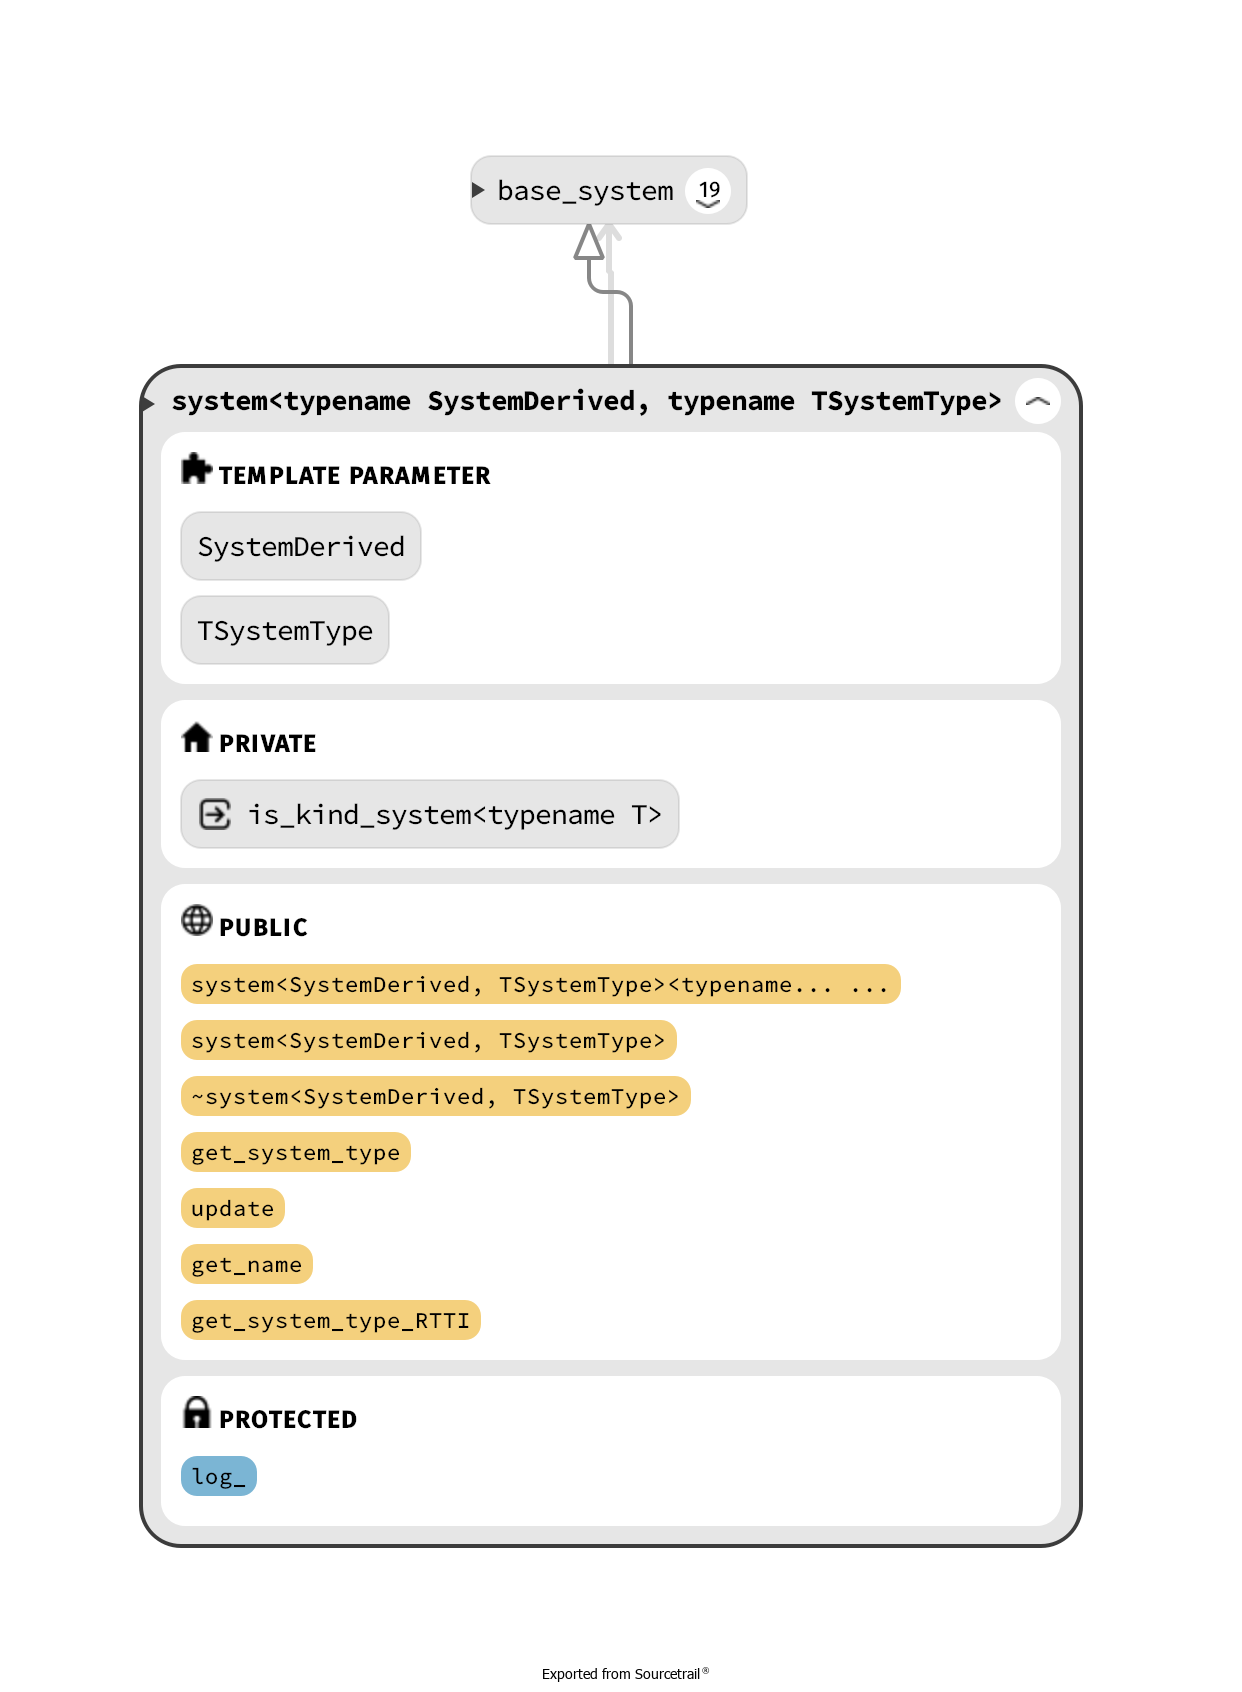 base_system 19
system<typename SystemDerived, typename TSystemType>
TEMPLATE PARAMETER
SystemDerived
TSystemType
PRIVATE
is_kind_system<typename T>
PUBLIC
system<SystemDerived, TSystemType><typename... ...
system<SystemDerived, TSystemType>
~system<SystemDerived, TSystemType>
get_system_type
update
get_name
get_system_type_RTTI
PROTECTED
log_
Exported from Sourcetrail®